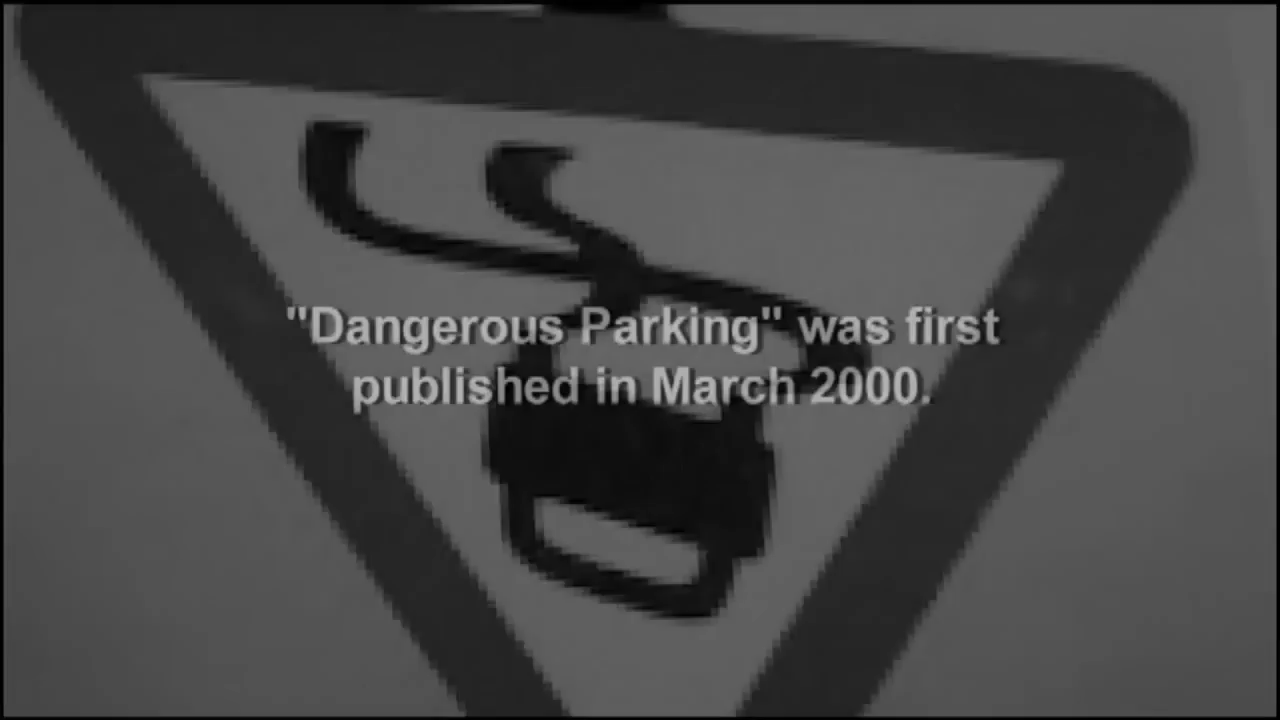 "Dangerous Parking" was first
published in March 2000.